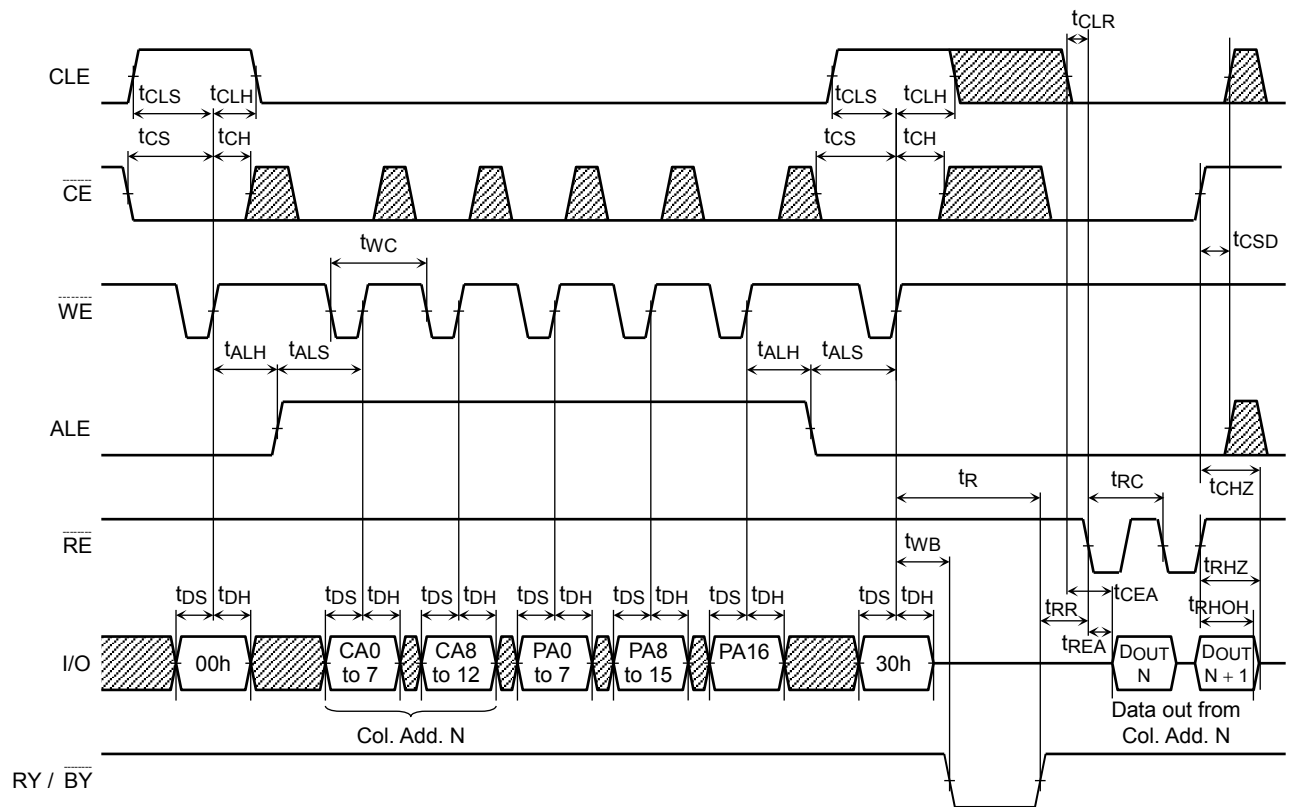 tCLR
CLE
tCLS tCLH tCLS tCLH
tCS tCH tCS tCH
CE
tWC
tCSD
WE
tALH tALS tALH tALS
ALE
tR tRC tCHZ
RE
tWB
tRHZ
tDS tDH tDS tDH tDS tDH tDS tDH tDS tDH tDS tDH tDS tDH
tCEA
tRR tRHOH
tREA
I/O
00h
CA0
to 7
CA8
to 12
PA0
to 7
PA8
to 15
PA16
30h
DOUT
N
DOUT
N + 1
Col. Add. N
Data out from
Col. Add. N
RY / BY